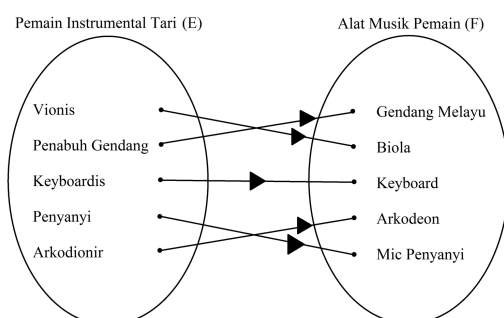 Pemain Instrumental Tari (E)
Alat Musik Pemain (F)
Vionis
Penabuh Gendang
Keyboardis
Penyanyi
Arkodionir
Gendang Melayu
Biola
Keyboard
Arkodeon
Mic Penyanyi